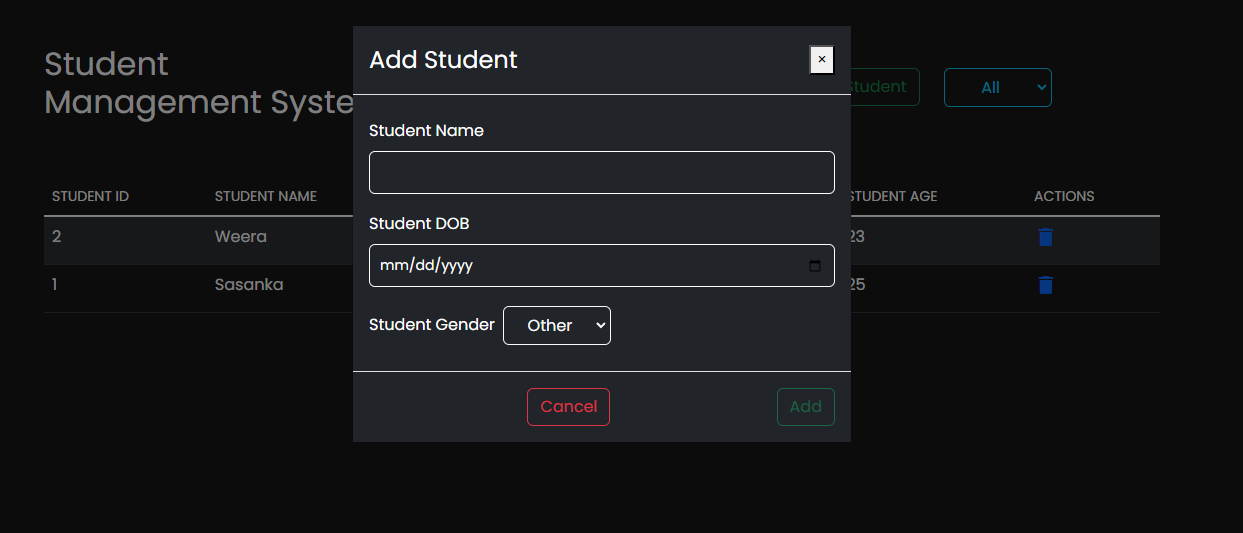 Student
Management Syste
Student
All
STUDENT ID STUDENT NAME STUDENT AGE ACTIONS
2 Weera 23
1 Sasanka 25
Add Student ×
Student Name
Student DOB
mm/dd/yyyy
Student Gender Other
Cancel Add